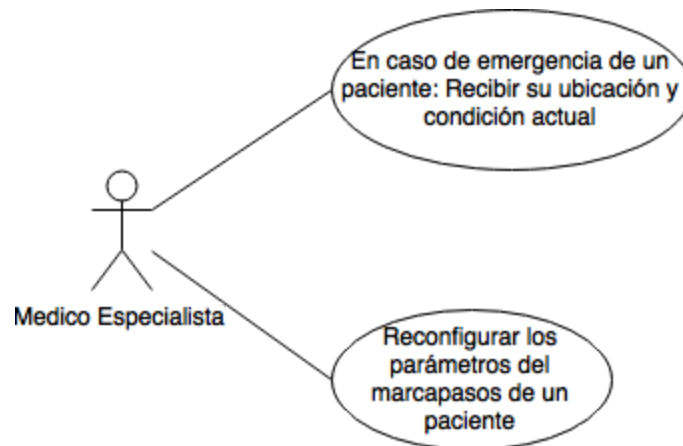 En caso de emergencia de un
paciente: Recibir su ubicación y
condición actual
Medico Especialista
Reconfigurar los
parámetros del
marcapasos de un
paciente